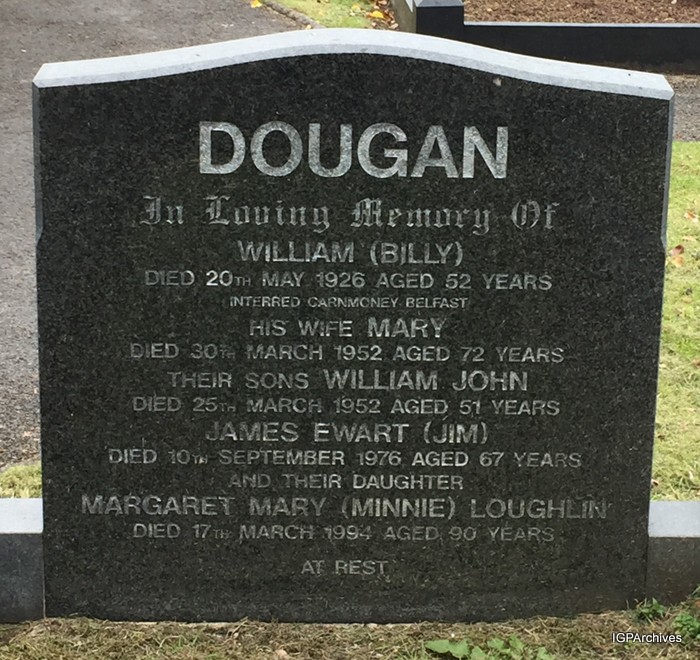 DOUGAN
In Loving Memory Of
WILLIAM (BILLY)
DIED 20TH MAY 1926 AGED 52 YEARS
INTERRED CARNMONEY BELFAST
HIS WIFE MARY
DIED 30TH MARCH 1952 AGED 72 YEARS
THEIR SONS WILLIAM JOHN
DIED 25TH MARCH 1952 AGED 51 YEARS
JAMES EWART (JIM)
DIED 10TH SEPTEMBER 1976 AGED 67 YEARS
AND THEIR DAUGHTER
MARGARET MARY (MINNIE) LOUGHLIN
DIED 17TH MARCH 1994 AGED 90 YEARS
AT REST
IGPArchives